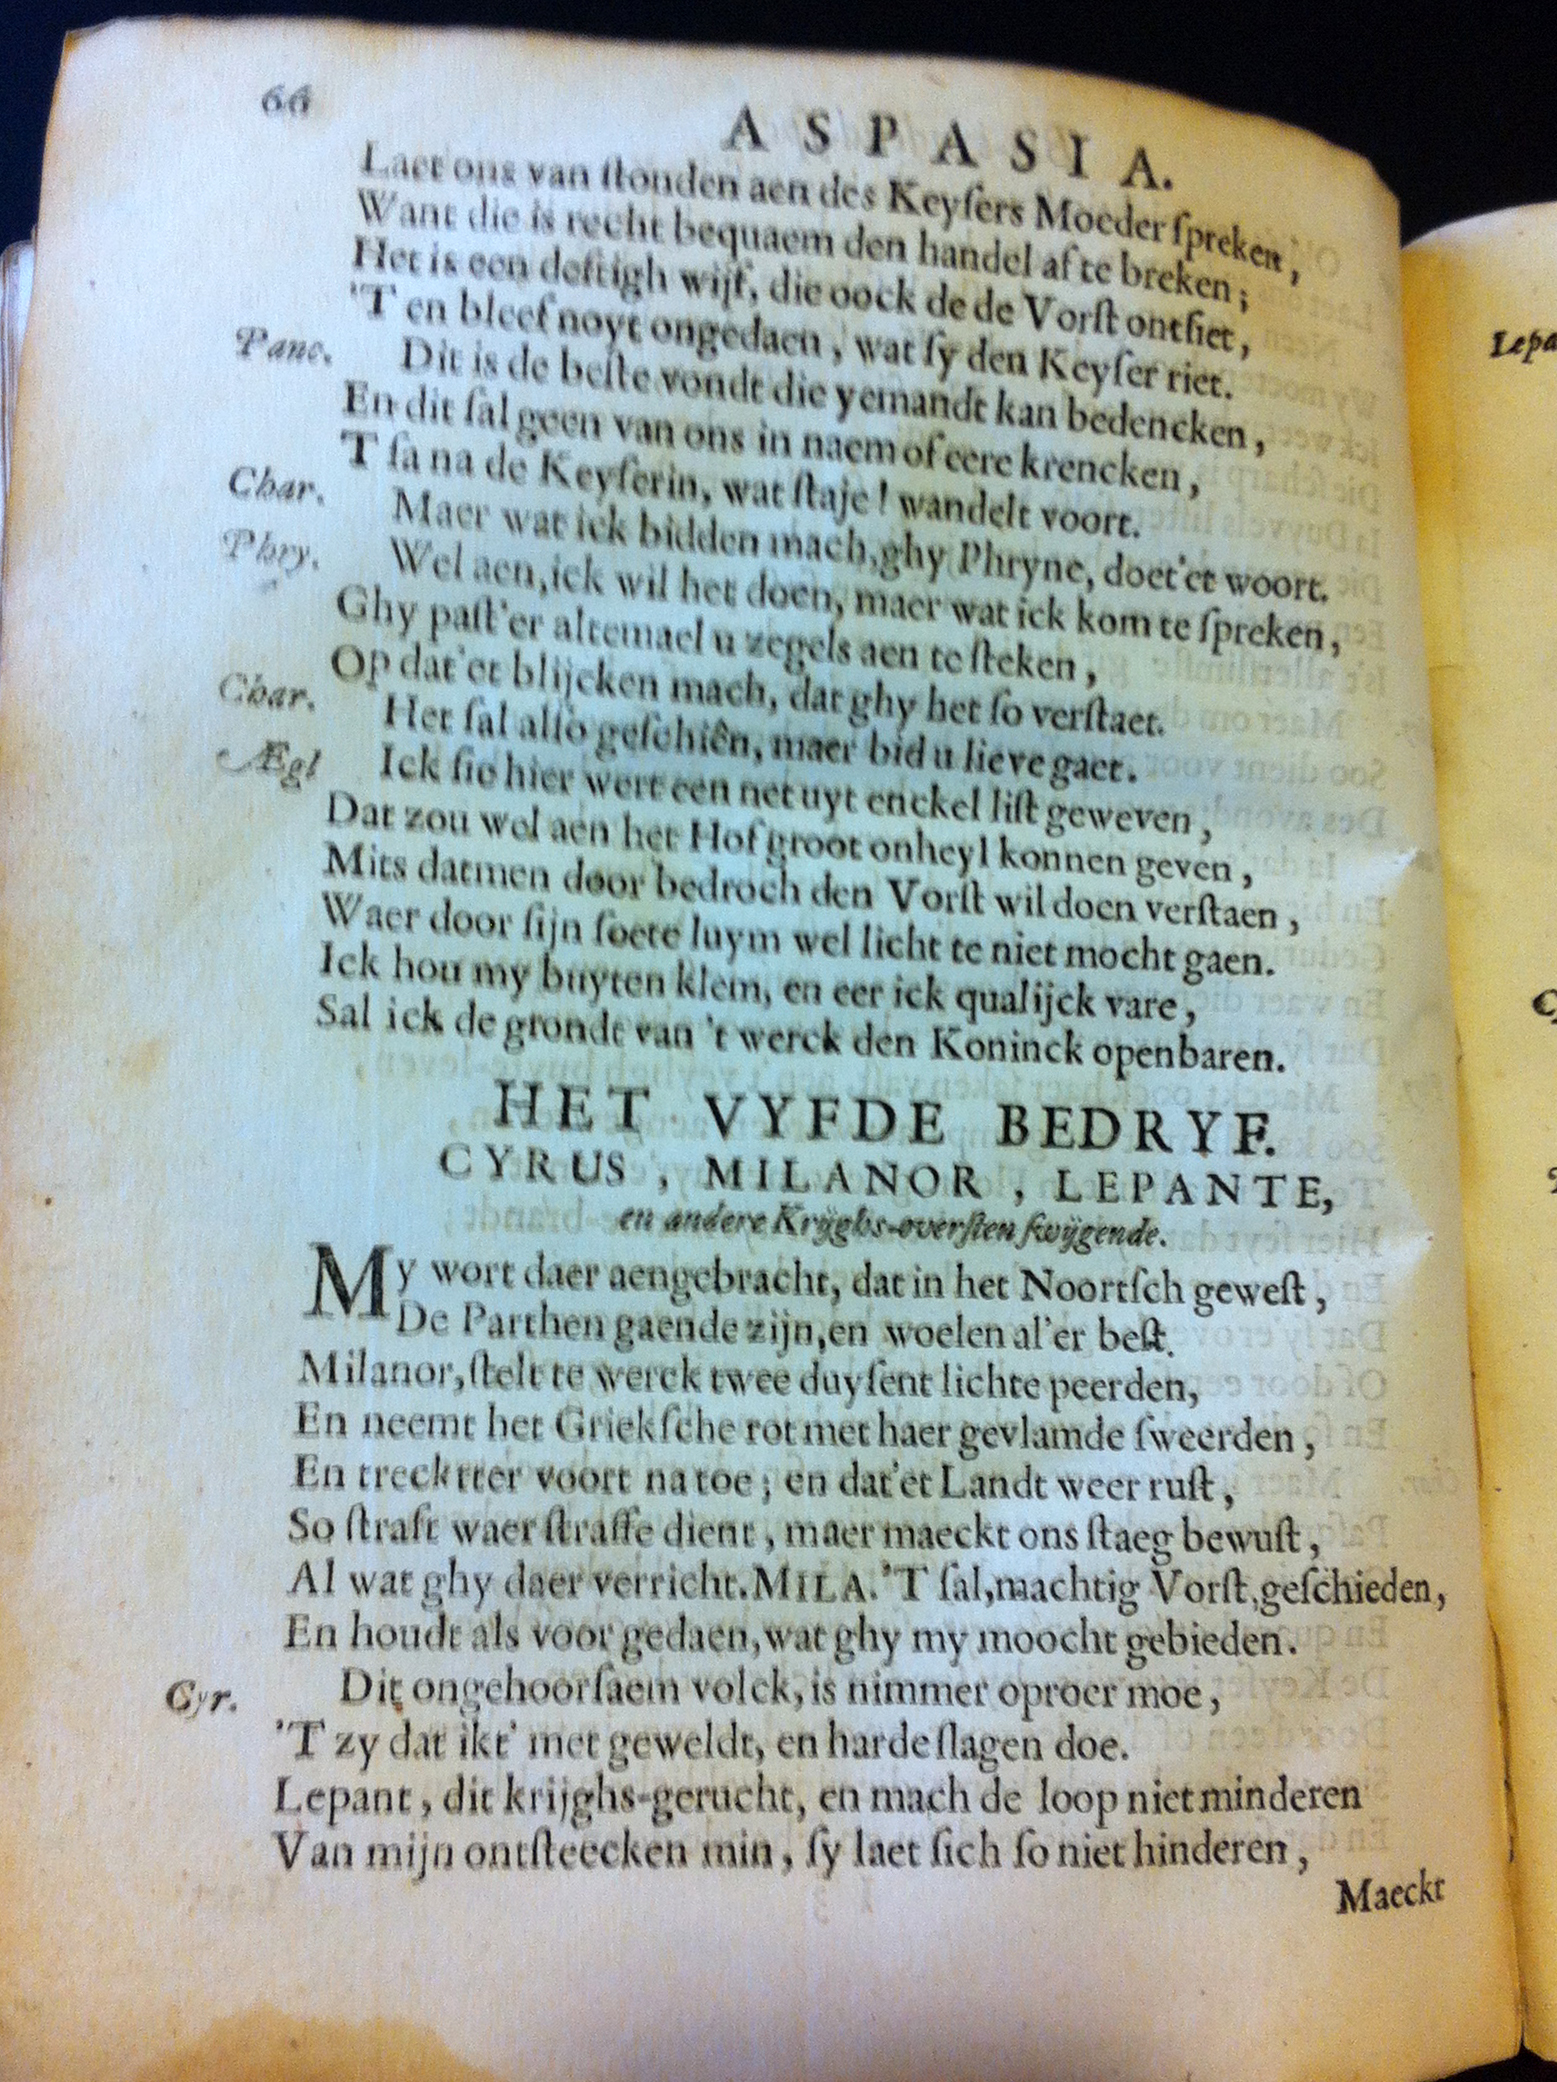 66
ASPASIA.
Laet ons van ſtonden aen des Keyſers Moeder ſpreken,
Want die is recht bequaem den handel af te breken;
Het is een deftigh wijf, die oock de de Vorſt ontſiet,
'T en bleef noyt ongedaen, wat ſy den Keyſer riet.
Panc. Dit is de beſte vondt die yemandt kan bedencken,
En dit ſal geen van ons in naem of eere krencken,
T ſa na de Keyſerin, wat ſtaje! wandelt voort.
Char. Maer wat ick bidden mach, ghy Phryne, doet'et woort.
Phry. Wel aen, ick wil het doen, maer wat ick kom te ſpreken,
Ghy paſt'er altemael u zegels aen te ſteken,
Op dat'et blijcken mach, dat ghy het ſo verſtaet.
Char. Het ſal alſo geſchiên, maer bid u lieve gaet.
Ægl Ick ſie hier wert een net uyt enckel liſt geweven,
Dat zou wel aen het Hof groot onheyl konnen geven,
Mits datmen door bedroch den Vorſt wil doen verſtaen,
Waer door ſijn ſoete luym wel licht te niet mocht gaen.
Ick hou my buyten klem, en eer ick qualijck vare,
Sal ick de grondt van 't werck den Koninck openbaren.
HET VYFDE BEDRYF.
CYRUS, MILANOR, LEPANTE,
en andere Krijghs-overſten ſwijgende.
My wort daer aengebracht, dat in het Noortſch geweſt,
De Parthen gaende zijn, en woelen al'er beſt.
Milanor, ſtelt te werck twee duyſent lichte peerden,
En neemt het Griekſche rot met haer gevlamde ſweerden,
En trecktter voort na toe; en dat'et Landt weer ruſt,
So ſtraft waer ſtraffe dient, maer maeckt ons ſtaeg bewuſt,
Al wat ghy daer verricht. MILA. 'T ſal, machtig Vorſt, geſchieden,
En houdt als voor gedaen, wat ghy my moocht gebieden.
Cyr. Dit ongehoorſaem volck, is nimmer oproer moe,
'T zy dat ikt' met geweldt, en harde ſlagen doe.
Lepant, dit krijghs-gerucht, en mach de loop niet minderen
Van mijn ontſteecken min, ſy laet ſich ſo niet hinderen,
Maeckt
Lepa